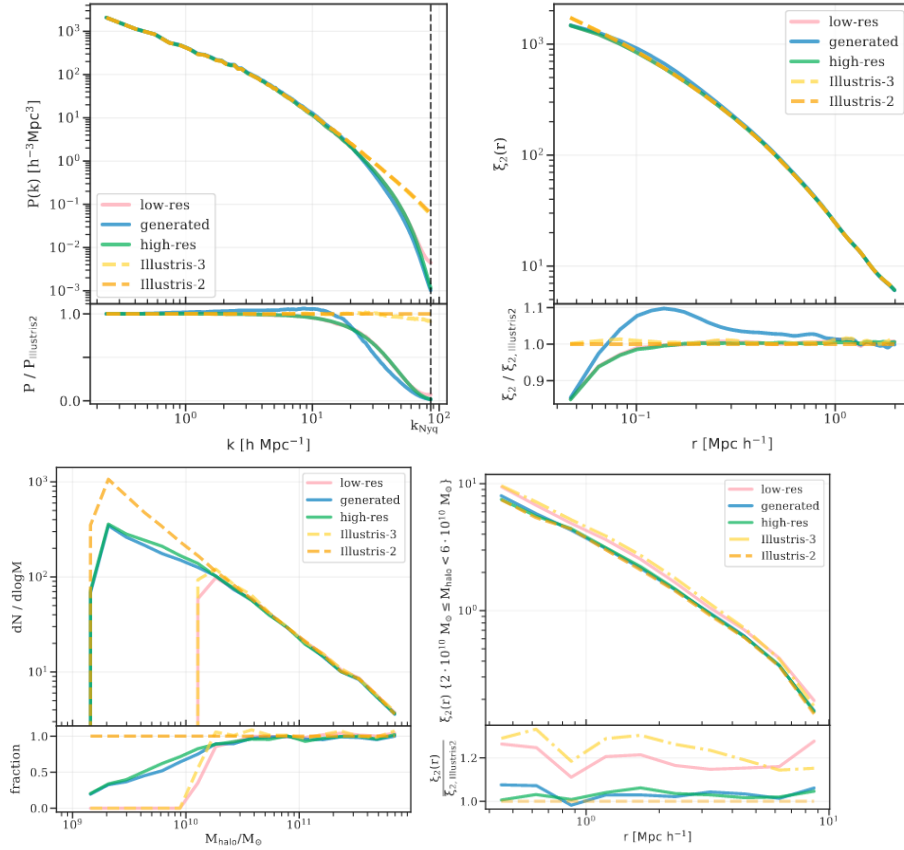 P(k) [h⁻³Mpc³]
10³
10²
10¹
10⁰
10⁻¹
10⁻²
10⁻³
low-res
generated
high-res
Illustris-3
Illustris-2
P / P_Illustris2
1.0
0.0
10⁰
10¹
10²
k_Nyq
k [h Mpc⁻¹]
ξ₂(r)
10³
10²
10¹
low-res
generated
high-res
Illustris-3
Illustris-2
ξ₂ / ξ₂, Illustris2
1.1
1.0
0.9
10⁻¹
10⁰
r [Mpc h⁻¹]
dN / dlogM
10³
10²
10¹
low-res
generated
high-res
Illustris-3
Illustris-2
fraction
1.0
0.5
0.0
10⁹
10¹⁰
10¹¹
M_halo/M_⊙
ξ₂(r) {2 · 10¹⁰ M_⊙ ≤ M_halo < 6 · 10¹⁰ M_⊙}
10¹
10⁰
low-res
generated
high-res
Illustris-3
Illustris-2
ξ₂(r)
ξ₂, Illustris2
1.2
1.0
10⁰
10¹
r [Mpc h⁻¹]